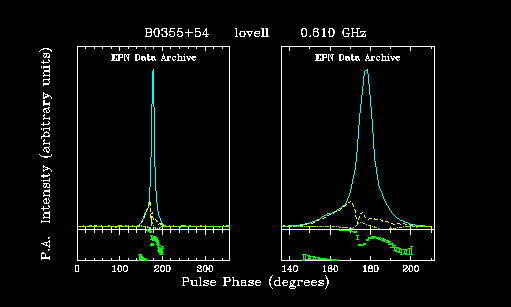 B0355+54 lovell 0.610 GHz
EPN Data Archive EPN Data Archive
P.A. Intensity (arbitrary units)
0 100 200 300 140 160 180 200
Pulse Phase (degrees)